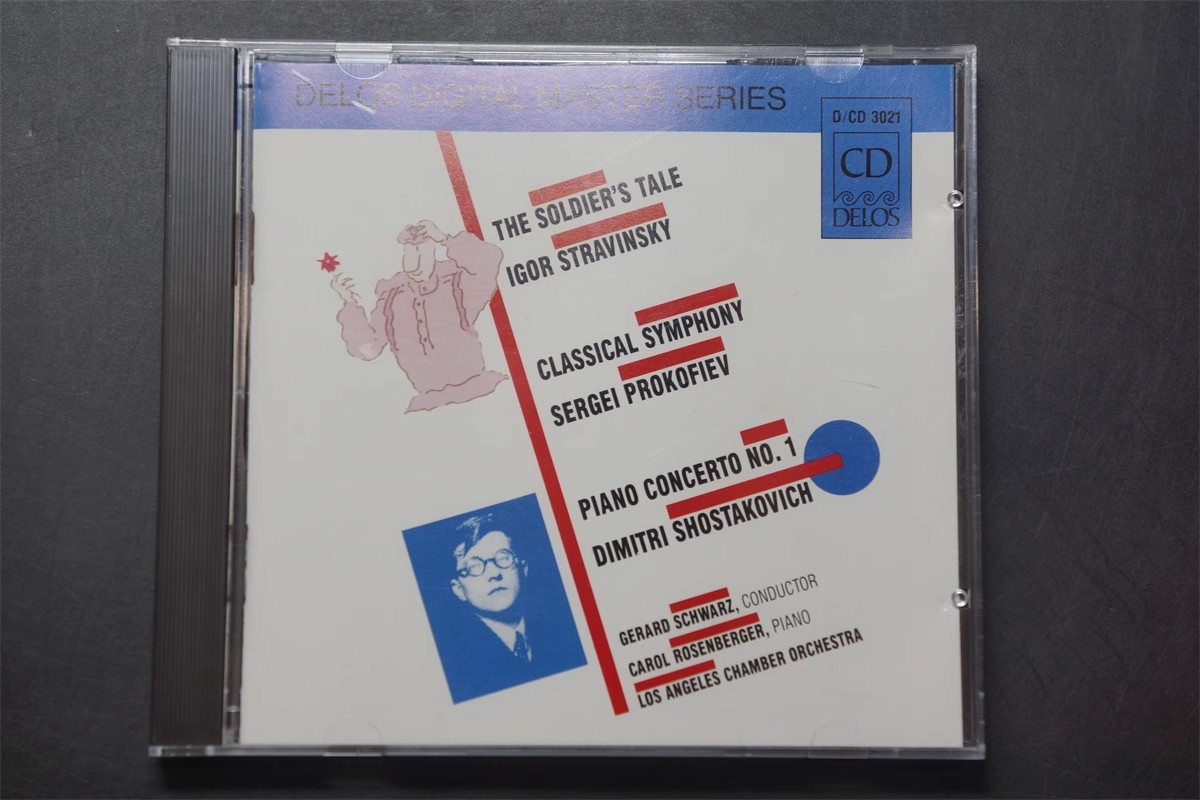 DELOS DIGITAL MASTER SERIES
D/CD 3021
CD
DELOS
THE SOLDIER'S TALE
IGOR STRAVINSKY
CLASSICAL SYMPHONY
SERGEI PROKOFIEV
PIANO CONCERTO NO. 1
DIMITRI SHOSTAKOVICH
GERARD SCHWARZ, CONDUCTOR
CAROL ROSENBERGER, PIANO
LOS ANGELES CHAMBER ORCHESTRA